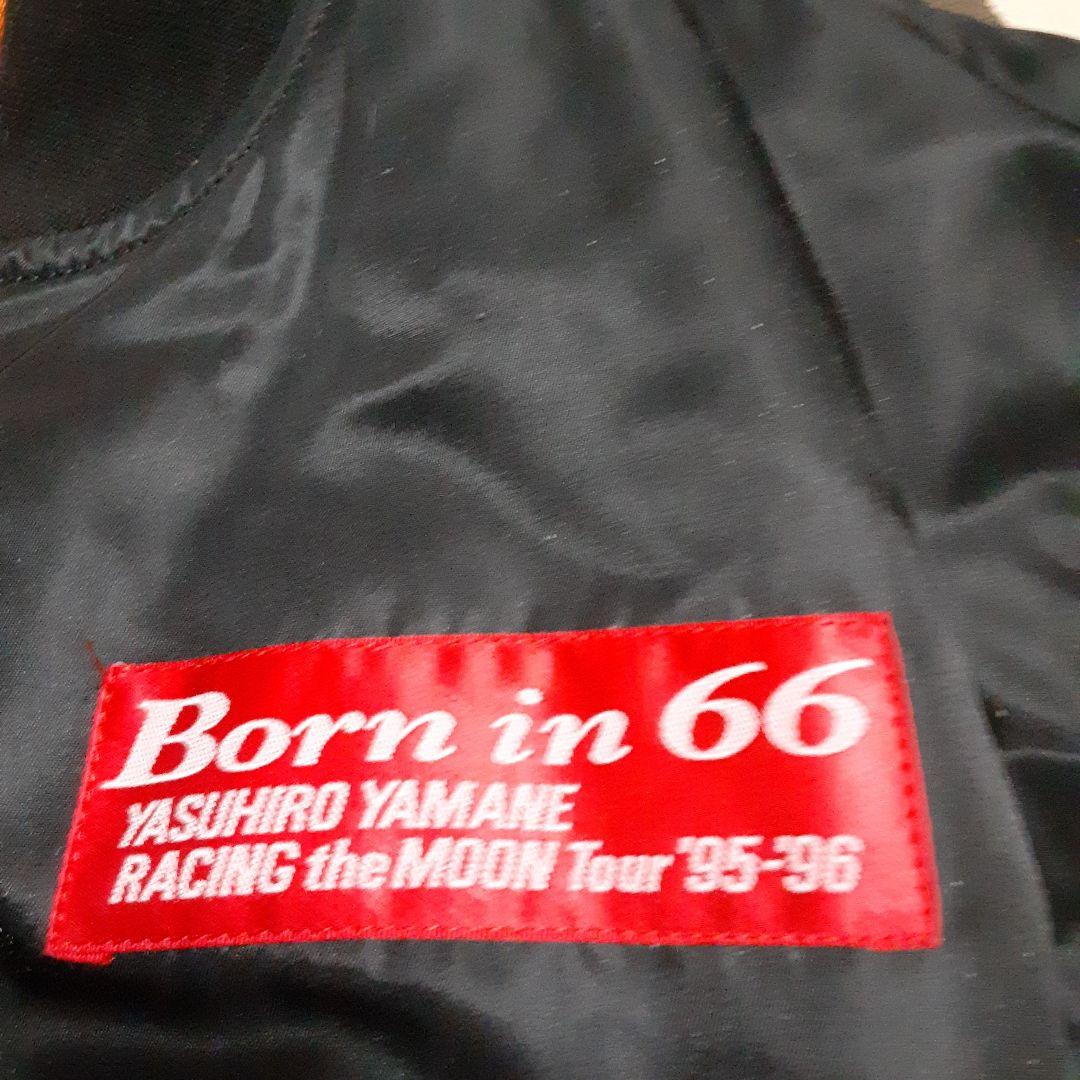 Born in 66
YASUHIRO YAMANE
RACING the MOON Tour '95-'96